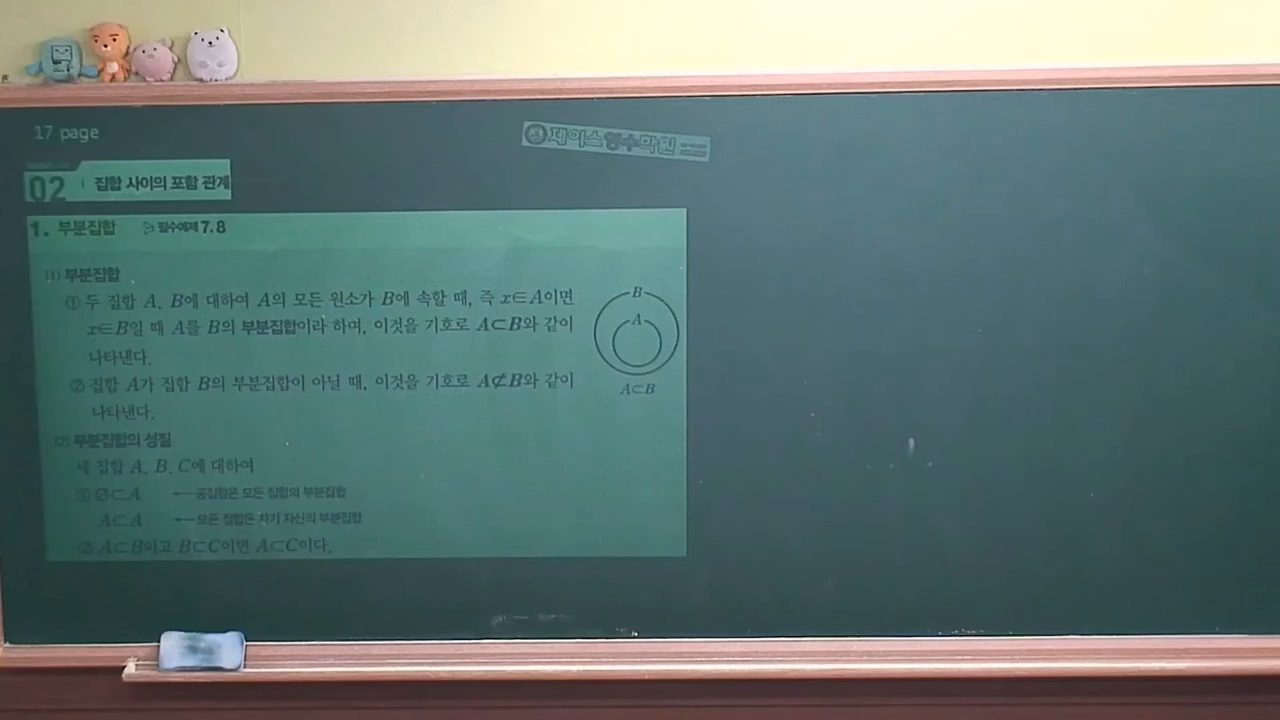 17 page
제이스영수학원
02 집합 사이의 포함 관계
1. 부분집합 필수예제 7, 8
(1) 부분집합
① 두 집합 A, B에 대하여 A의 모든 원소가 B에 속할 때, 즉 x∈A이면
x∈B일 때 A를 B의 부분집합이라 하며, 이것을 기호로 A⊂B와 같이
나타낸다.
② 집합 A가 집합 B의 부분집합이 아닐 때, 이것을 기호로 A⊄B와 같이
나타낸다.
B
A
A⊂B
(2) 부분집합의 성질
세 집합 A, B, C에 대하여
① ∅⊂A ← 공집합은 모든 집합의 부분집합
A⊂A ← 모든 집합은 자기 자신의 부분집합
② A⊂B이고 B⊂C이면 A⊂C이다.